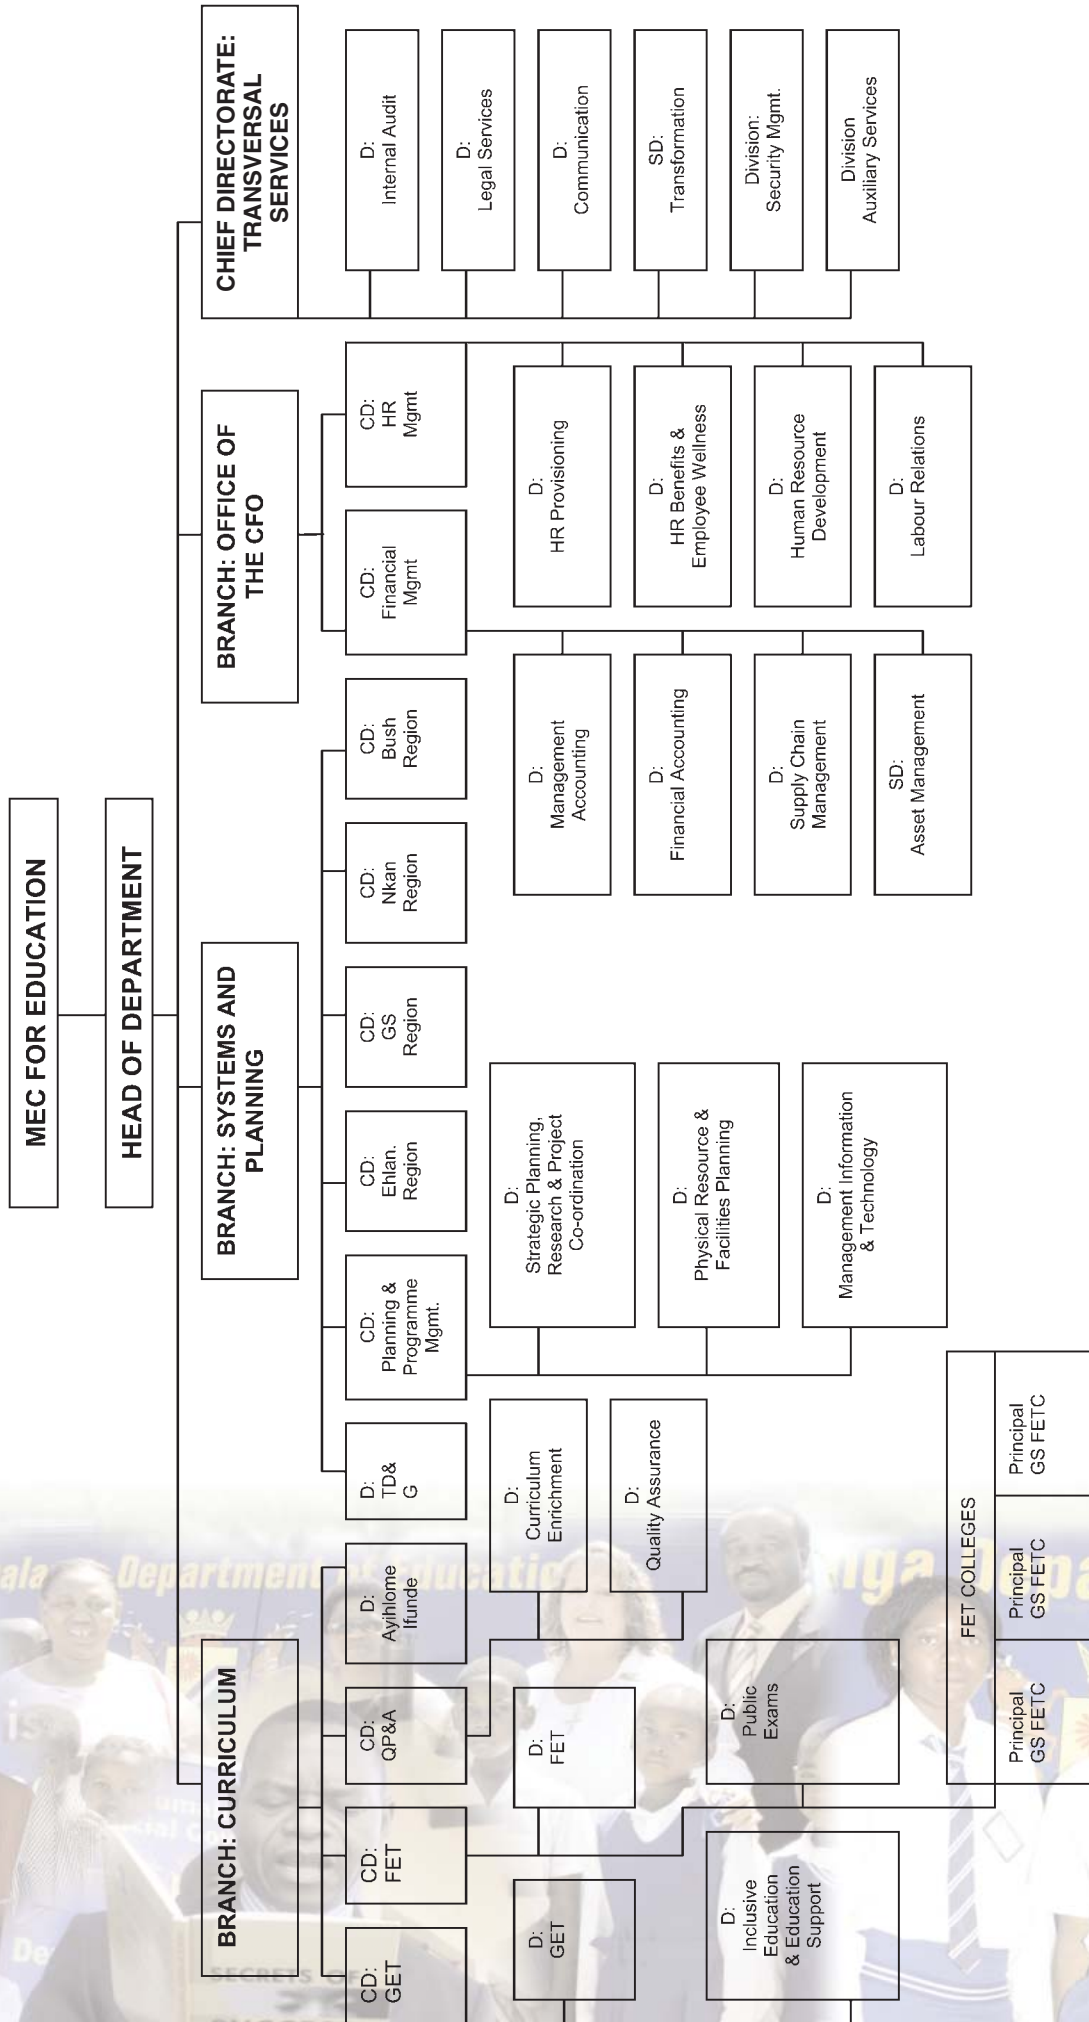 MEC FOR EDUCATION
HEAD OF DEPARTMENT
BRANCH: CURRICULUM
BRANCH: SYSTEMS AND
PLANNING
BRANCH: OFFICE OF
THE CFO
CHIEF DIRECTORATE:
TRANSVERSAL
SERVICES
CD:
GET
CD:
FET
CD:
QP&A
D:
Ayihlome
Ifunde
D:
TD&
G
CD:
Planning &
Programme
Mgmt.
CD:
Ehlan.
Region
CD:
GS
Region
CD:
Nkan
Region
CD:
Bush
Region
CD:
Financial
Mgmt
CD:
HR
Mgmt
D:
Internal Audit
D:
Legal Services
D:
Communication
SD:
Transformation
Division:
Security Mgmt.
Division
Auxiliary Services
D:
GET
D:
Inclusive
Education
& Education
Support
D:
FET
D:
Public
Exams
D:
Curriculum
Enrichment
D:
Quality Assurance
D:
Strategic Planning,
Research & Project
Co-ordination
D:
Physical Resource &
Facilities Planning
D:
Management Information
& Technology
D:
Management
Accounting
D:
Financial Accounting
D:
Supply Chain
Management
SD:
Asset Management
D:
HR Provisioning
D:
HR Benefits &
Employee Wellness
D:
Human Resource
Development
D:
Labour Relations
FET COLLEGES
Principal
GS FETC
Principal
GS FETC
Principal
GS FETC
Department of Education
SECRETS OF